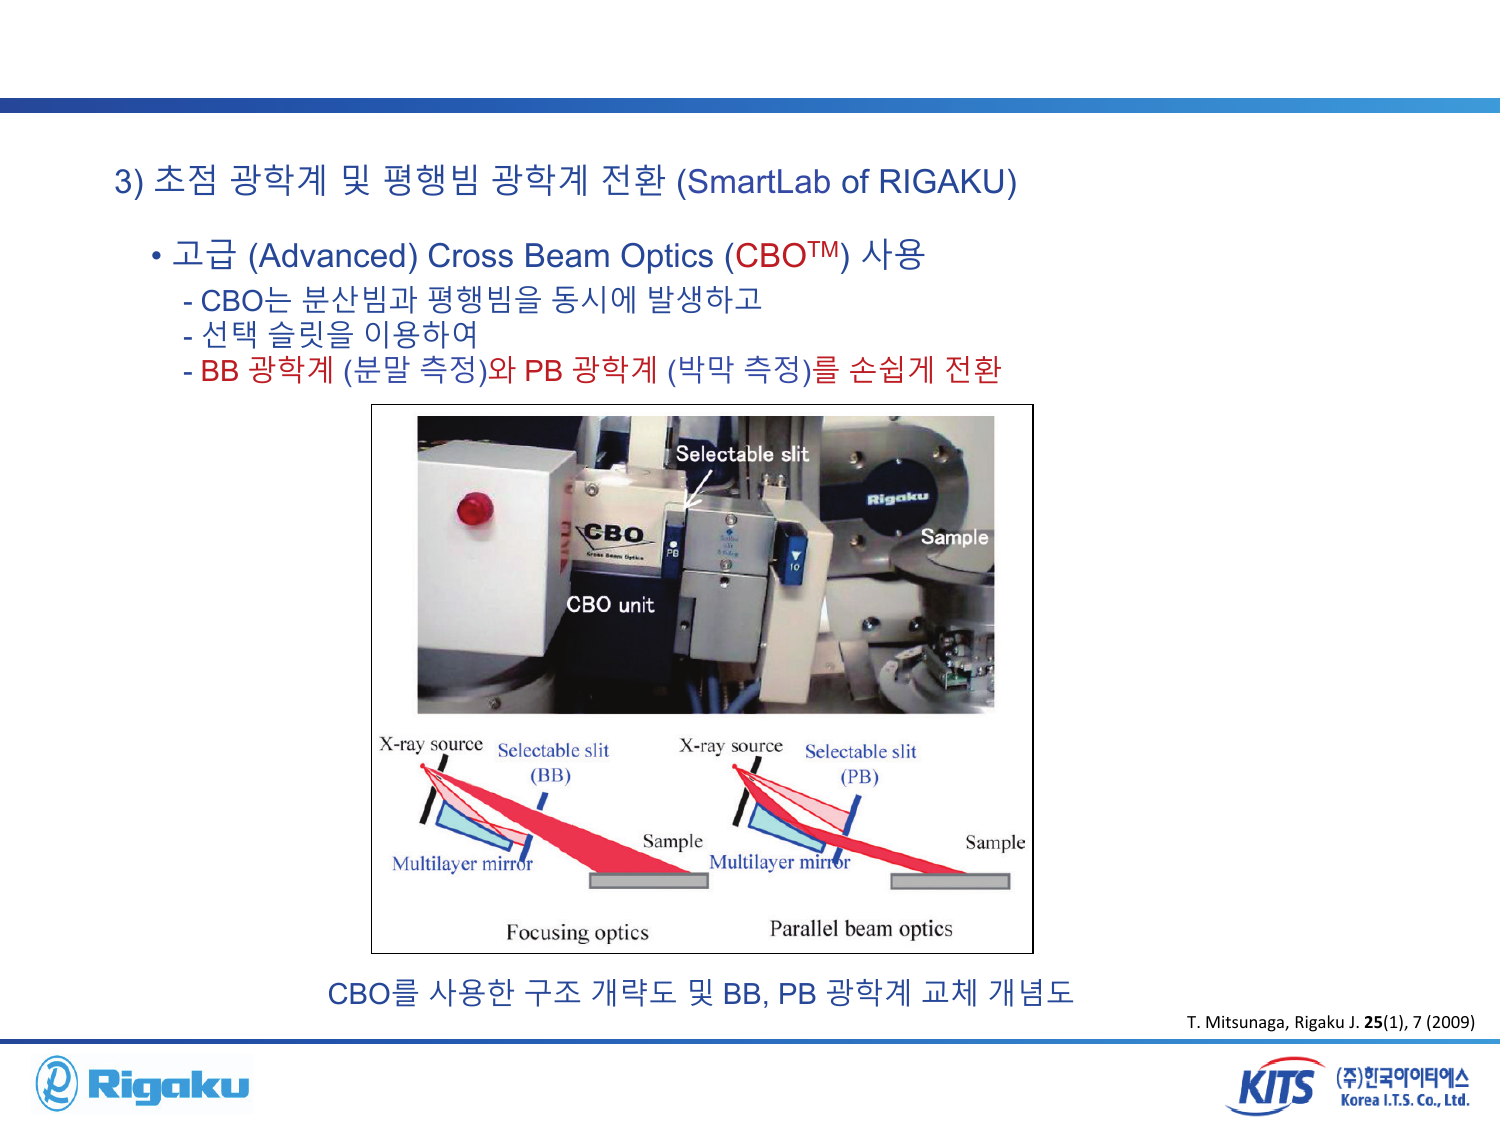 3) 초점 광학계 및 평행빔 광학계 전환 (SmartLab of RIGAKU)
• 고급 (Advanced) Cross Beam Optics (CBO™) 사용
- CBO는 분산빔과 평행빔을 동시에 발생하고
- 선택 슬릿을 이용하여
- BB 광학계 (분말 측정)와 PB 광학계 (박막 측정)를 손쉽게 전환
Selectable slit
Rigaku
Sample
CBO
Cross Beam Optics
PB
10
CBO unit
X-ray source
Selectable slit
(BB)
Sample
Multilayer mirror
Focusing optics
X-ray source
Selectable slit
(PB)
Sample
Multilayer mirror
Parallel beam optics
CBO를 사용한 구조 개략도 및 BB, PB 광학계 교체 개념도
T. Mitsunaga, Rigaku J. 25(1), 7 (2009)
Rigaku
KITS
(주)한국아이티에스
Korea I.T.S. Co., Ltd.